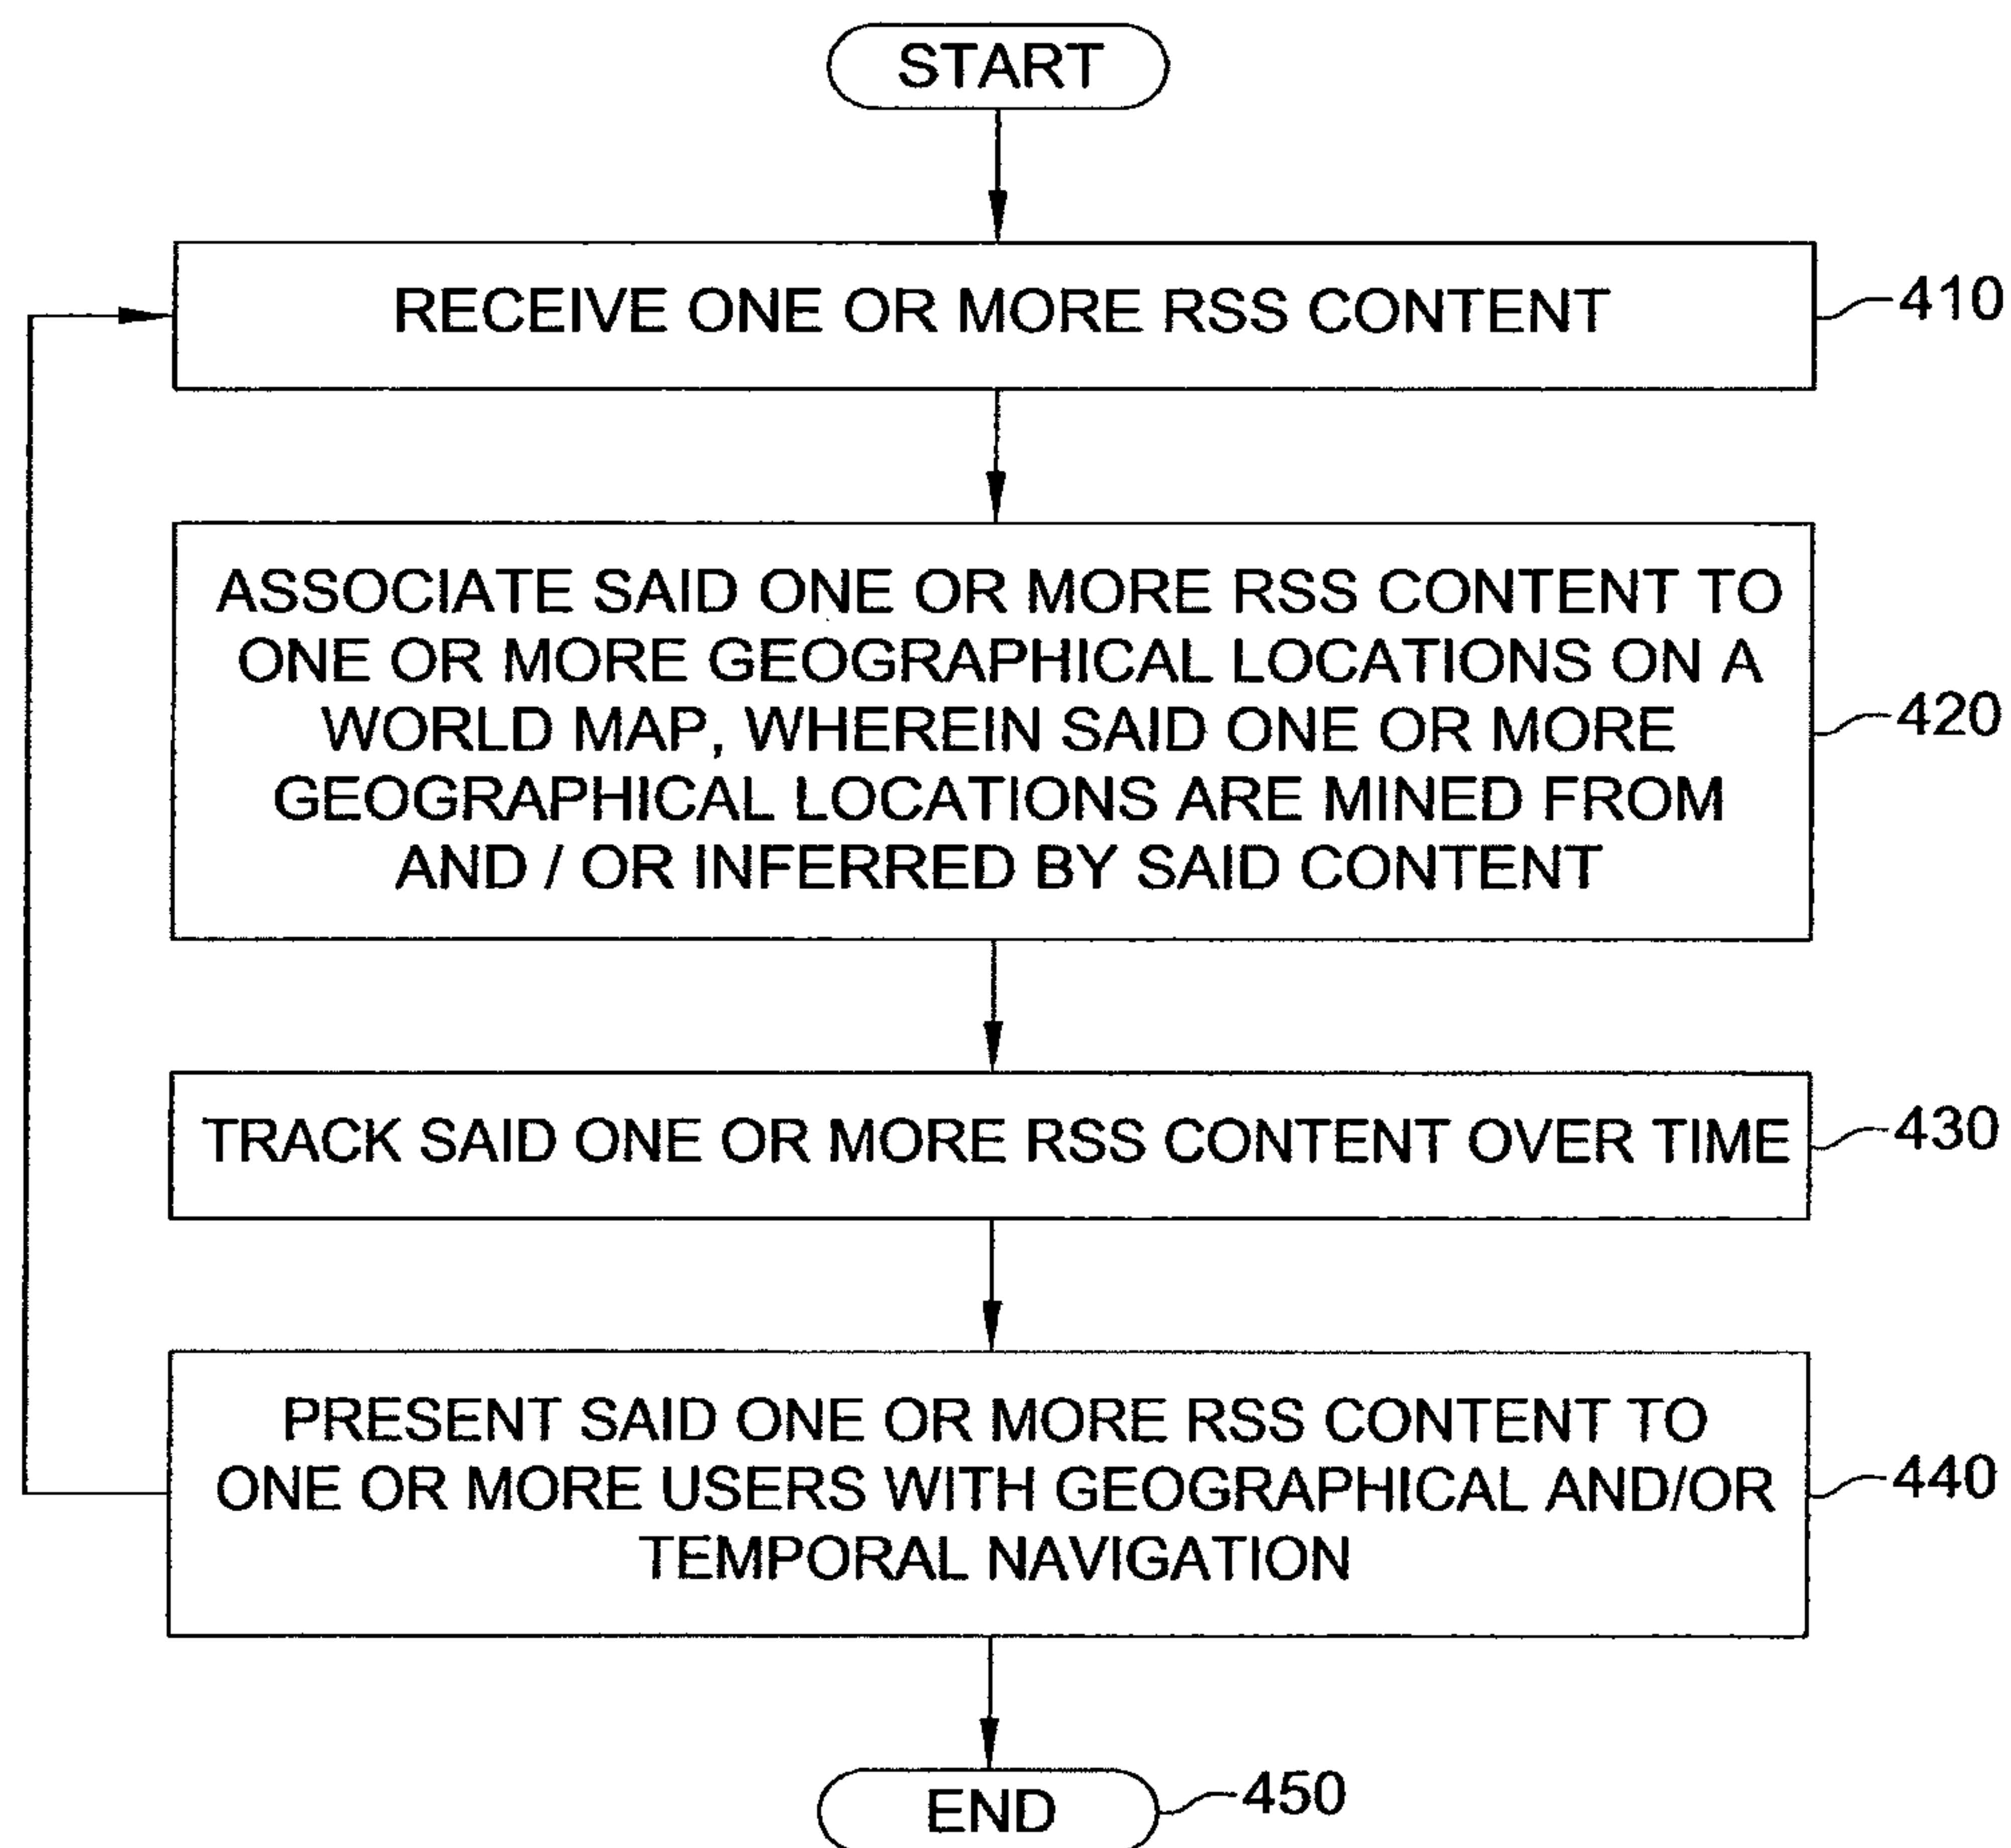 START
RECEIVE ONE OR MORE RSS CONTENT
410
ASSOCIATE SAID ONE OR MORE RSS CONTENT TO
ONE OR MORE GEOGRAPHICAL LOCATIONS ON A
WORLD MAP, WHEREIN SAID ONE OR MORE
GEOGRAPHICAL LOCATIONS ARE MINED FROM
AND / OR INFERRED BY SAID CONTENT
420
TRACK SAID ONE OR MORE RSS CONTENT OVER TIME
430
PRESENT SAID ONE OR MORE RSS CONTENT TO
ONE OR MORE USERS WITH GEOGRAPHICAL AND/OR
TEMPORAL NAVIGATION
440
END
450